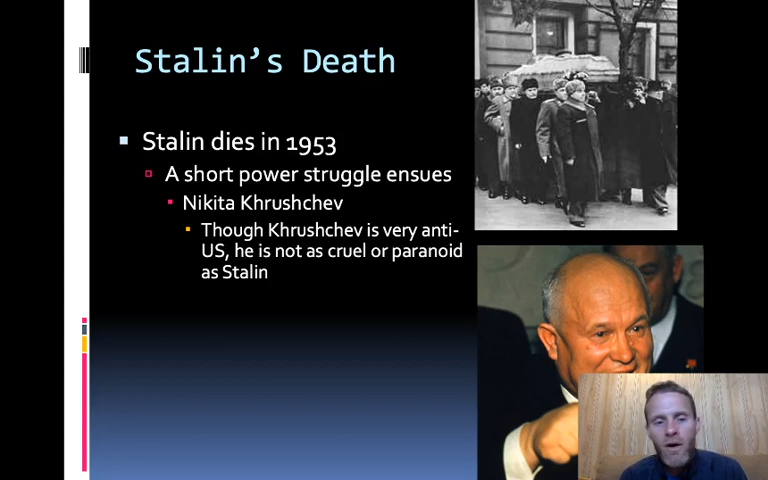 Stalin's Death
Stalin dies in 1953
A short power struggle ensues
Nikita Khrushchev
Though Khrushchev is very anti-
US, he is not as cruel or paranoid
as Stalin